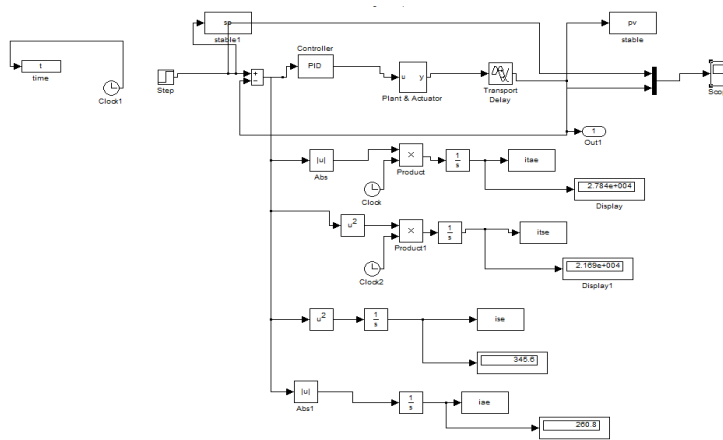 sp
stable1
pv
stable
t
time
Clock1
Step
+
−
Controller
PID
u y
Plant & Actuator
Transport
Delay
Scop
1
Out1
|u|
Abs
×
Product
1
s
itae
Clock
2.784e+004
Display
u2
×
Product1
1
s
itse
Clock2
2.169e+004
Display1
u2
1
s
ise
345.6
|u|
Abs1
1
s
iae
260.8